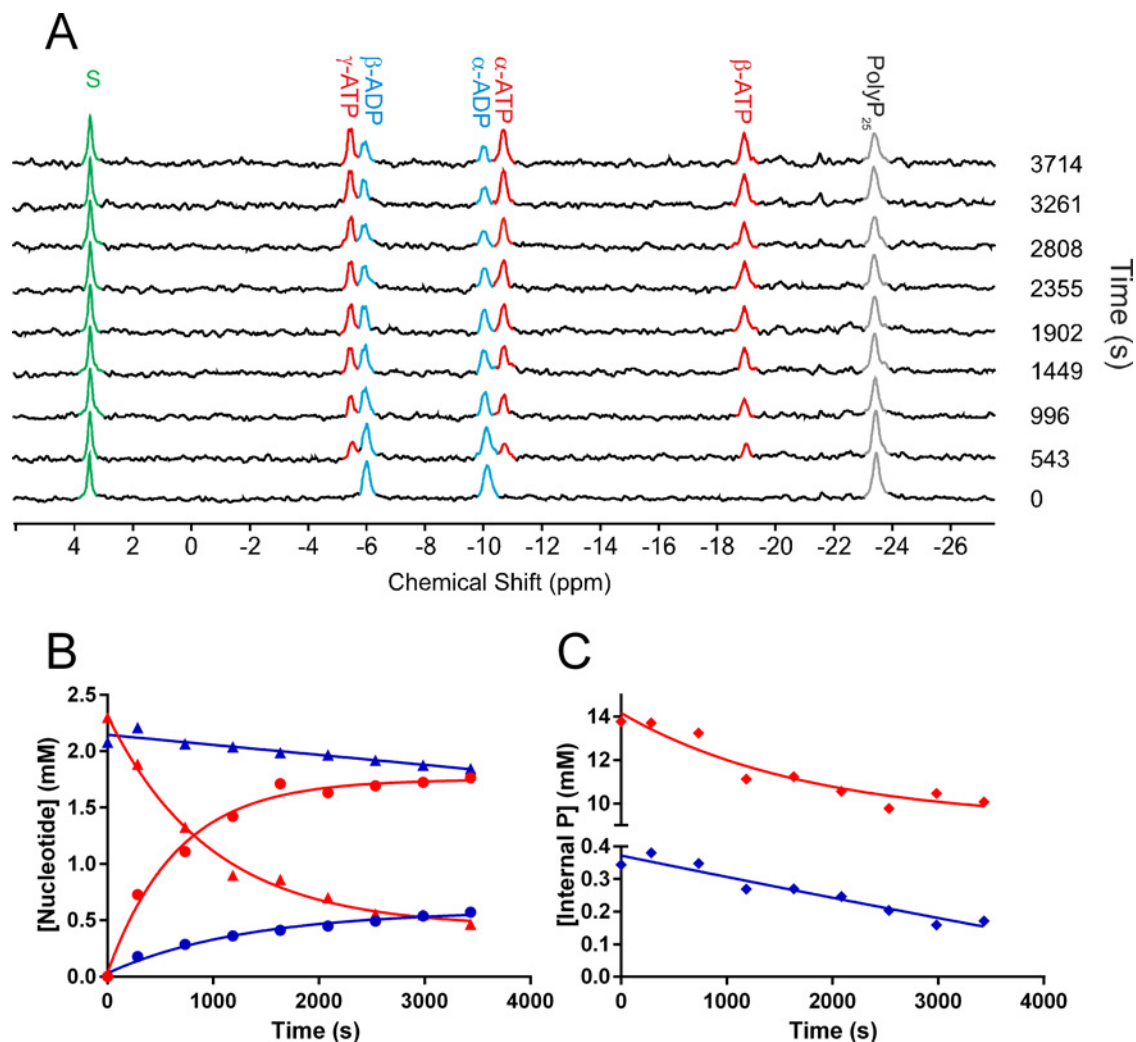 A
S
γ-ATP
β-ADP
α-ADP
α-ATP
β-ATP
PolyP25
3714
3261
2808
2355
1902
1449
996
543
0
Time (s)
4 2 0 -2 -4 -6 -8 -10 -12 -14 -16 -18 -20 -22 -24 -26
Chemical Shift (ppm)
B
[Nucleotide] (mM)
2.5
2.0
1.5
1.0
0.5
0.0
0 1000 2000 3000 4000
Time (s)
C
[Internal P] (mM)
14
12
10
0.4
0.3
0.2
0.1
0.0
0 1000 2000 3000 4000
Time (s)